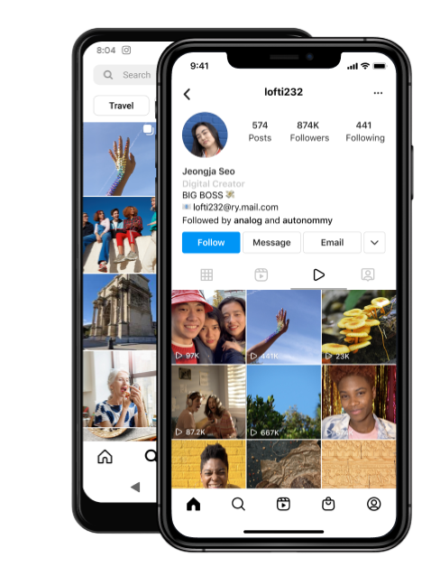 8:04
Search
Travel
9:41
lofti232
574 874K 441
Posts Followers Following
Jeongja Seo
Digital Creator
BIG BOSS
lofti232@ry.mail.com
Followed by analog and autonommy
Follow Message Email
97K 441K 23K
87.2K 667K